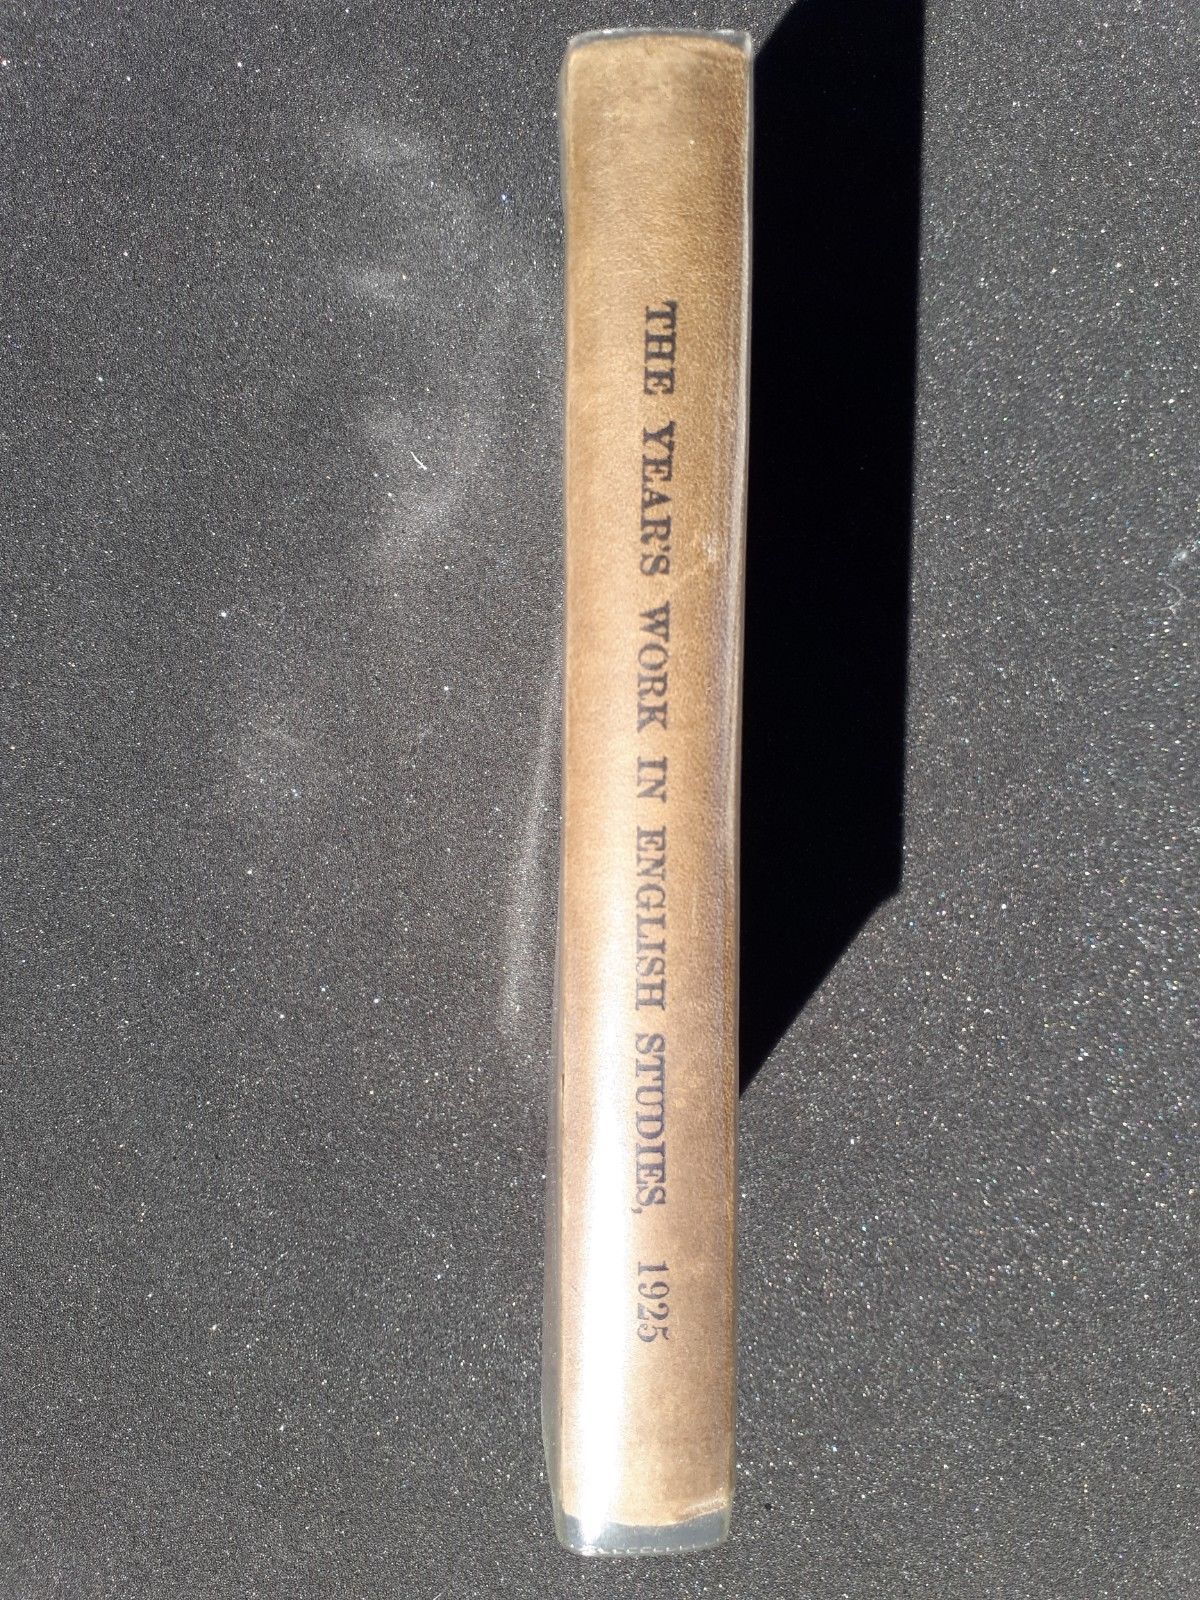 THE YEAR'S WORK IN ENGLISH STUDIES, 1925